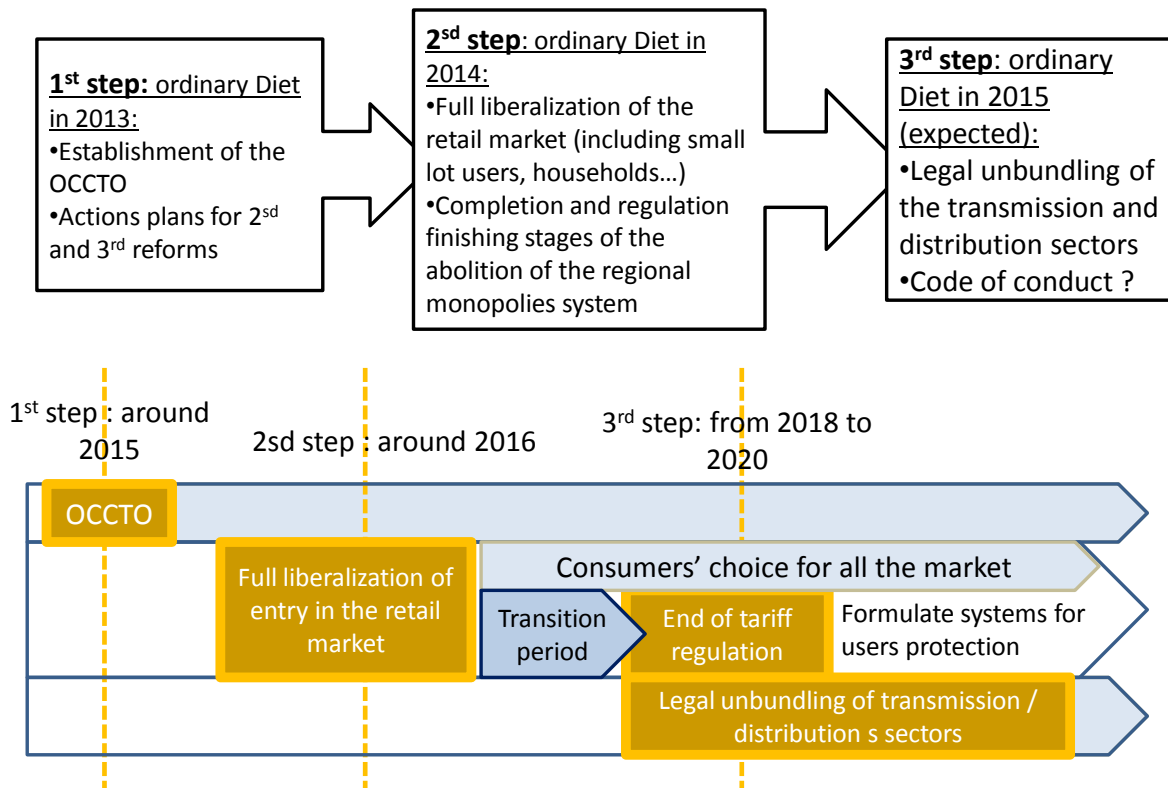 1st step: ordinary Diet
in 2013:
•Establishment of the
OCCTO
•Actions plans for 2sd
and 3rd reforms
2sd step: ordinary Diet in
2014:
•Full liberalization of the
retail market (including small
lot users, households…)
•Completion and regulation
finishing stages of the
abolition of the regional
monopolies system
3rd step: ordinary
Diet in 2015
(expected):
•Legal unbundling of
the transmission and
distribution sectors
•Code of conduct ?
1st step : around
2015
2sd step : around 2016
3rd step: from 2018 to
2020
OCCTO
Full liberalization of
entry in the retail
market
Consumers’ choice for all the market
Transition
period
End of tariff
regulation
Formulate systems for
users protection
Legal unbundling of transmission /
distribution s sectors